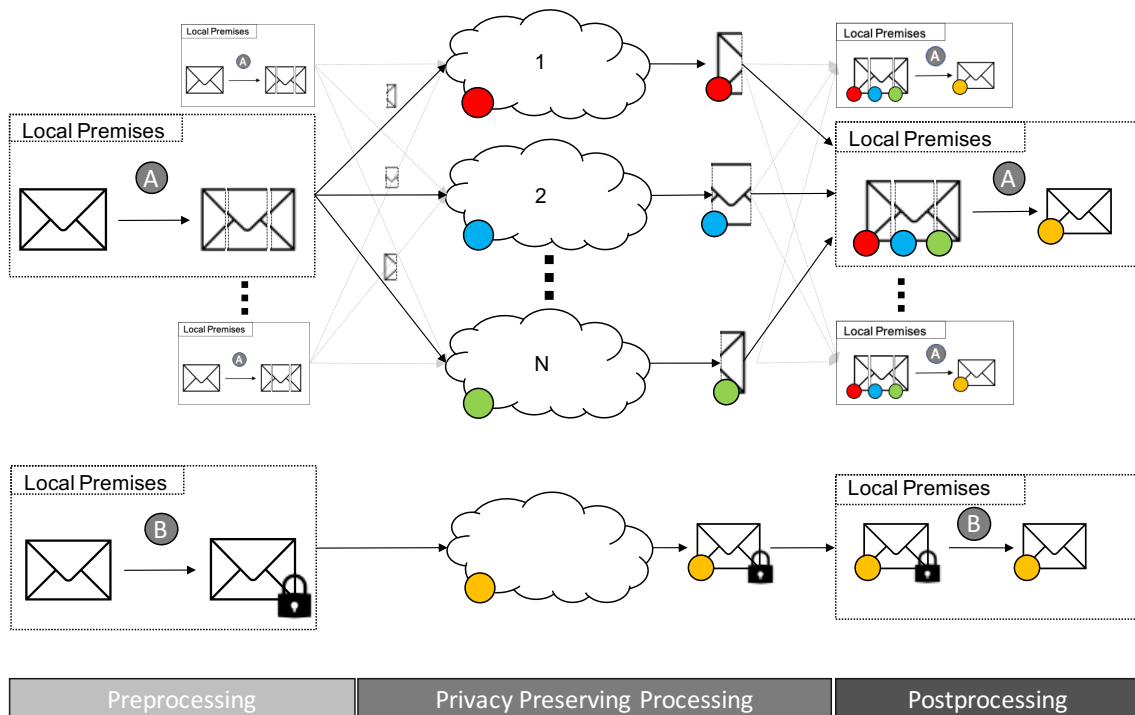 Local Premises
A
1
Local Premises
A
Local Premises
A
2
Local Premises
A
Local Premises
A
N
Local Premises
A
Local Premises
B
Local Premises
B
Preprocessing
Privacy Preserving Processing
Postprocessing